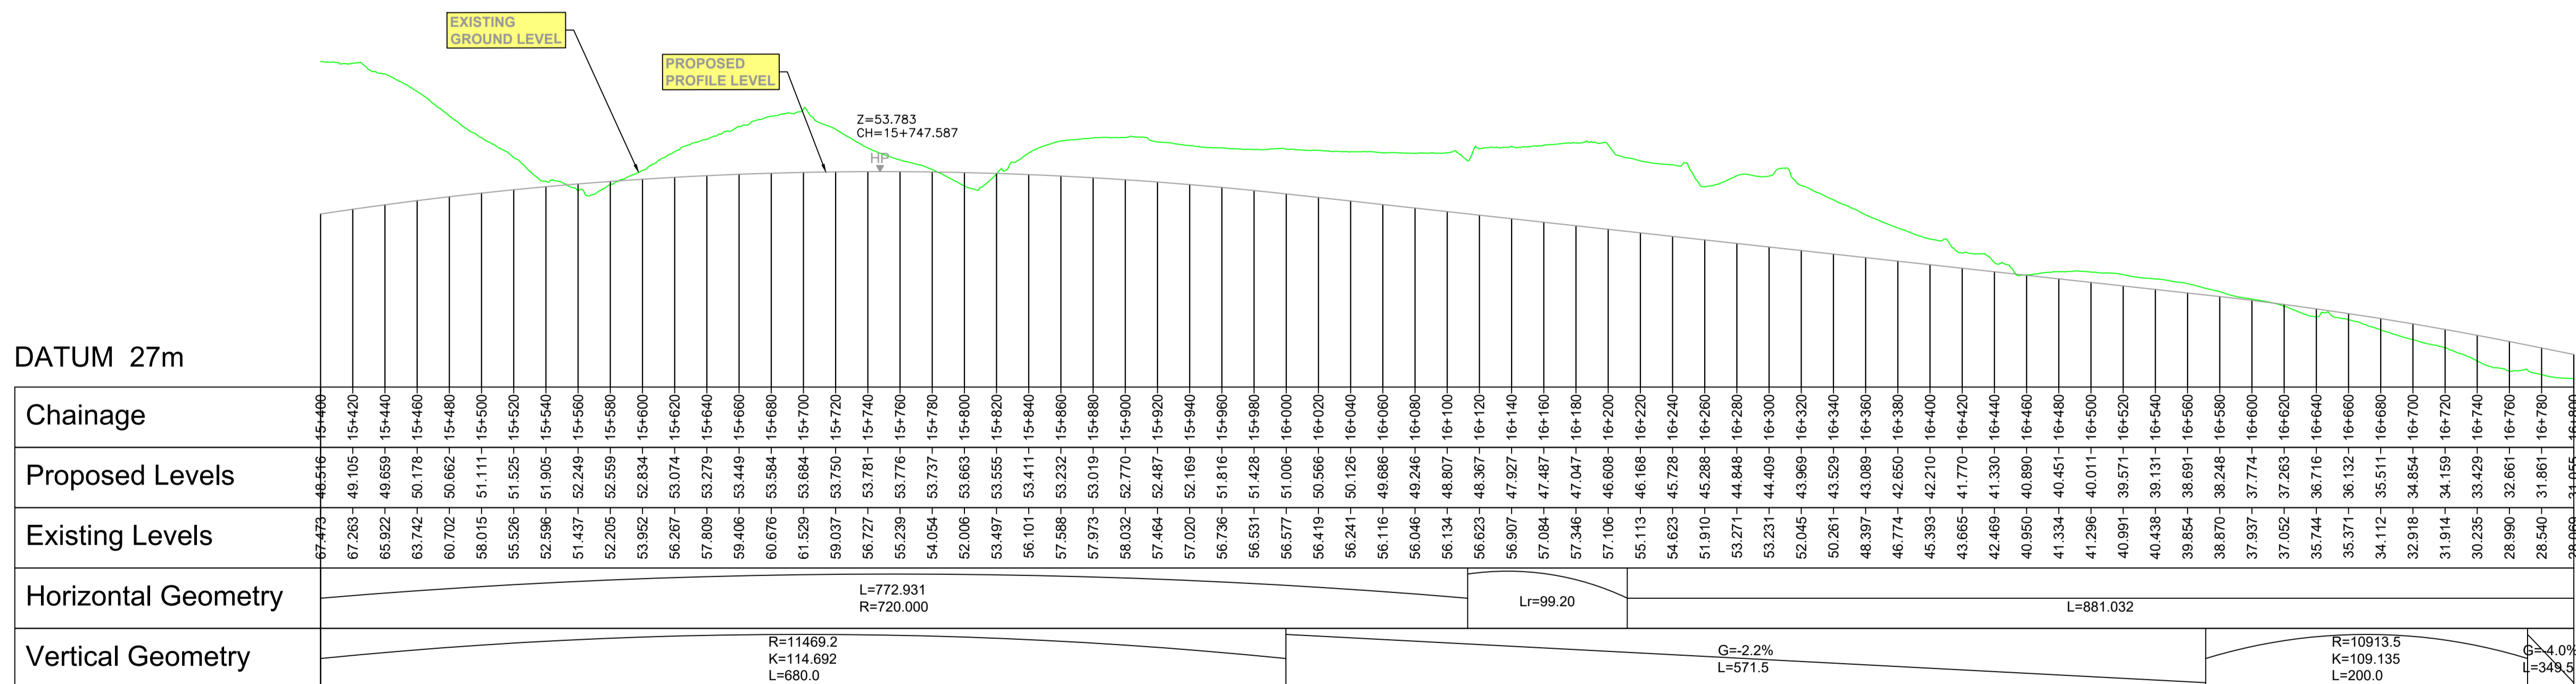 EXISTING
GROUND LEVEL
PROPOSED
PROFILE LEVEL
Z=53.783
CH=15+747.587
HP
DATUM 27m
Chainage 15+400 15+420 15+440 15+460 15+480 15+500 15+520 15+540 15+560 15+580 15+600 15+620 15+640 15+660 15+680 15+700 15+720 15+740 15+760 15+780 15+800 15+820 15+840 15+860 15+880 15+900 15+920 15+940 15+960 15+980 16+000 16+020 16+040 16+060 16+080 16+100 16+120 16+140 16+160 16+180 16+200 16+220 16+240 16+260 16+280 16+300 16+320 16+340 16+360 16+380 16+400 16+420 16+440 16+460 16+480 16+500 16+520 16+540 16+560 16+580 16+600 16+620 16+640 16+660 16+680 16+700 16+720 16+740 16+760 16+780 16+800
Proposed Levels 48.516 49.105 49.659 50.178 50.662 51.111 51.525 51.905 52.249 52.559 52.834 53.074 53.279 53.449 53.584 53.684 53.750 53.781 53.776 53.737 53.663 53.555 53.411 53.232 53.019 52.770 52.487 52.169 51.816 51.428 51.006 50.566 50.126 49.686 49.246 48.807 48.367 47.927 47.487 47.047 46.608 46.168 45.728 45.288 44.848 44.409 43.969 43.529 43.089 42.650 42.210 41.770 41.330 40.890 40.451 40.011 39.571 39.131 38.691 38.248 37.774 37.263 36.716 36.132 35.511 34.854 34.159 33.429 32.661 31.861 31.055
Existing Levels 67.473 67.263 65.922 63.742 60.702 58.015 55.526 52.596 51.437 52.205 53.952 56.267 57.809 59.406 60.676 61.529 59.037 56.727 55.239 54.054 52.006 53.497 56.101 57.588 57.973 58.032 57.464 57.020 56.736 56.531 56.577 56.419 56.241 56.116 56.046 56.134 56.623 56.907 57.084 57.346 57.106 55.113 54.623 51.910 53.271 53.231 52.045 50.261 48.397 46.774 45.393 43.665 42.469 40.950 41.334 41.296 40.991 40.438 39.854 38.870 37.937 37.052 35.744 35.371 34.112 32.918 31.914 30.235 28.990 28.540
Horizontal Geometry
L=772.931
R=720.000
Lr=99.20
L=881.032
Vertical Geometry
R=11469.2
K=114.692
L=680.0
G=-2.2%
L=571.5
R=10913.5
K=109.135
L=200.0
G=-4.0%
L=349.5